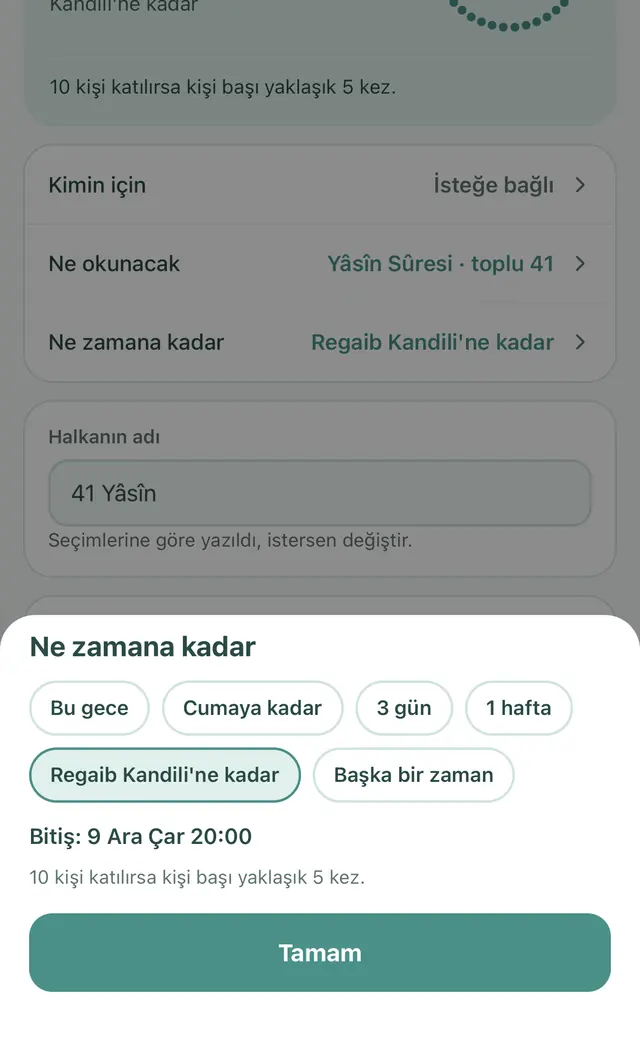 Kandili'ne kadar
10 kişi katılırsa kişi başı yaklaşık 5 kez.
Kimin için İsteğe bağlı
Ne okunacak Yâsîn Sûresi · toplu 41
Ne zamana kadar Regaib Kandili'ne kadar
Halkanın adı
41 Yâsîn
Seçimlerine göre yazıldı, istersen değiştir.
Ne zamana kadar
Bu gece Cumaya kadar 3 gün 1 hafta
Regaib Kandili'ne kadar Başka bir zaman
Bitiş: 9 Ara Çar 20:00
10 kişi katılırsa kişi başı yaklaşık 5 kez.
Tamam